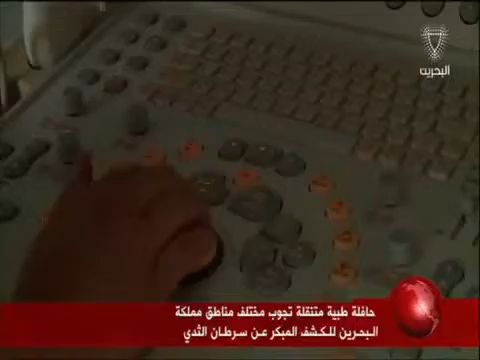 البحرين
حافلة طبية متنقلة تجوب مختلف مناطق مملكة
البحرين للكشف المبكر عن سرطان الثدي